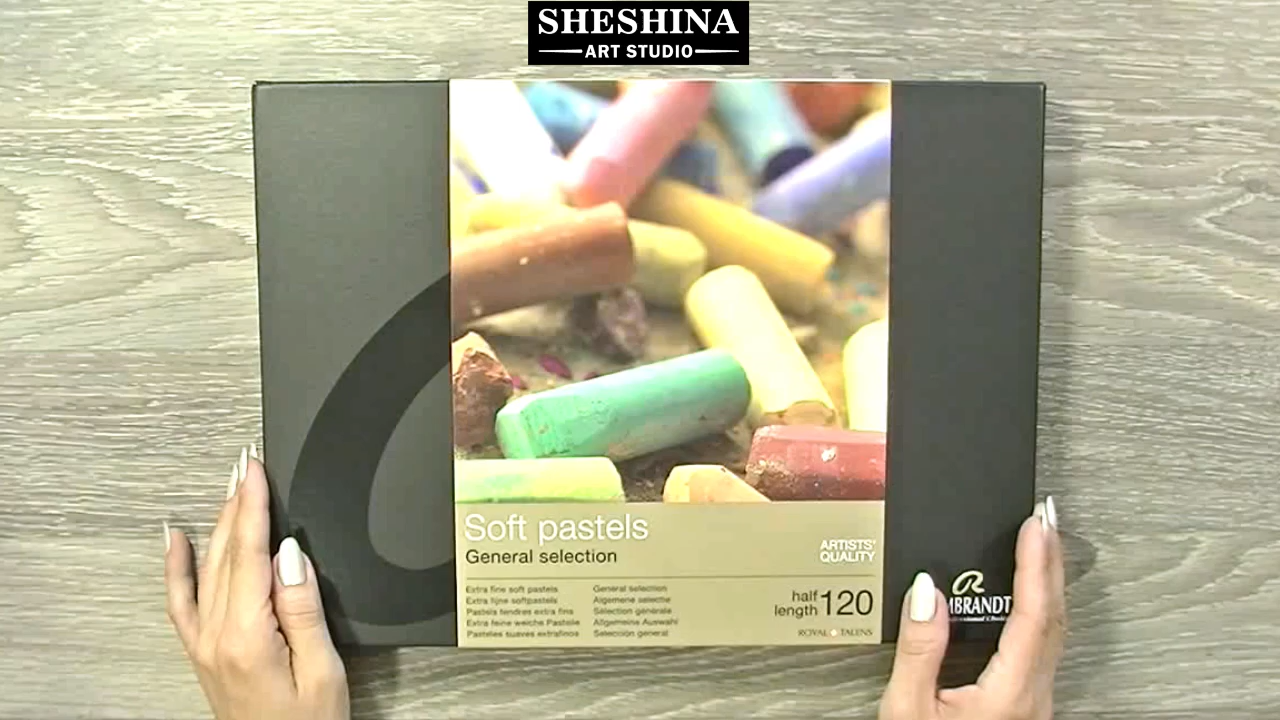 SHESHINA
ART STUDIO
Soft pastels
General selection
ARTISTS'
QUALITY
Extra fine soft pastels
Extra fijne softpastels
Pastels tendres extra fins
Extra feine weiche Pastelle
Pasteles suaves extrafinos
General selection
Algemene selectie
Sélection générale
Allgemeine Auswahl
Selección general
half
length 120
ROYAL TALENS
R
MBRANDT